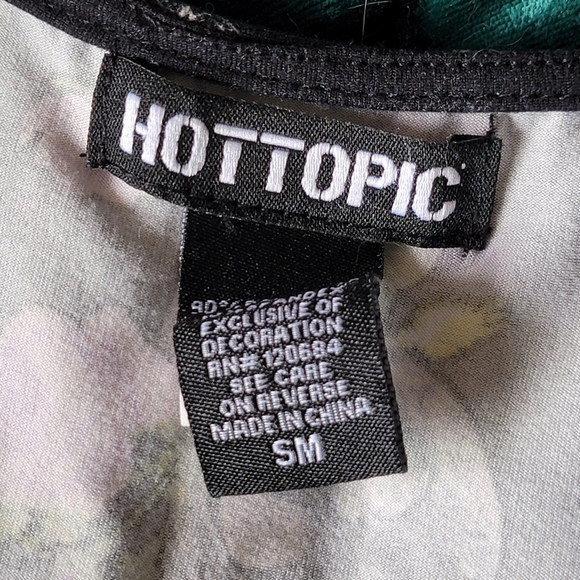 HOTTOPIC
EXCLUSIVE OF
DECORATION
RN# 120684
SEE CARE
ON REVERSE
MADE IN CHINA
SM